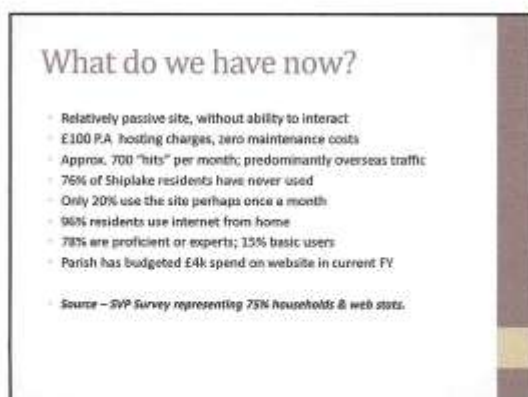 What do we have now?
Relatively passive site, without ability to interact
£100 P.A hosting charges, zero maintenance costs
Approx. 700 "hits" per month; predominantly overseas traffic
76% of Shiplake residents have never used
Only 20% use the site perhaps once a month
96% residents use internet from home
78% are proficient or experts; 15% basic users
Parish has budgeted £4k spend on website in current FY
Source – SVP Survey representing 75% households & web stats.